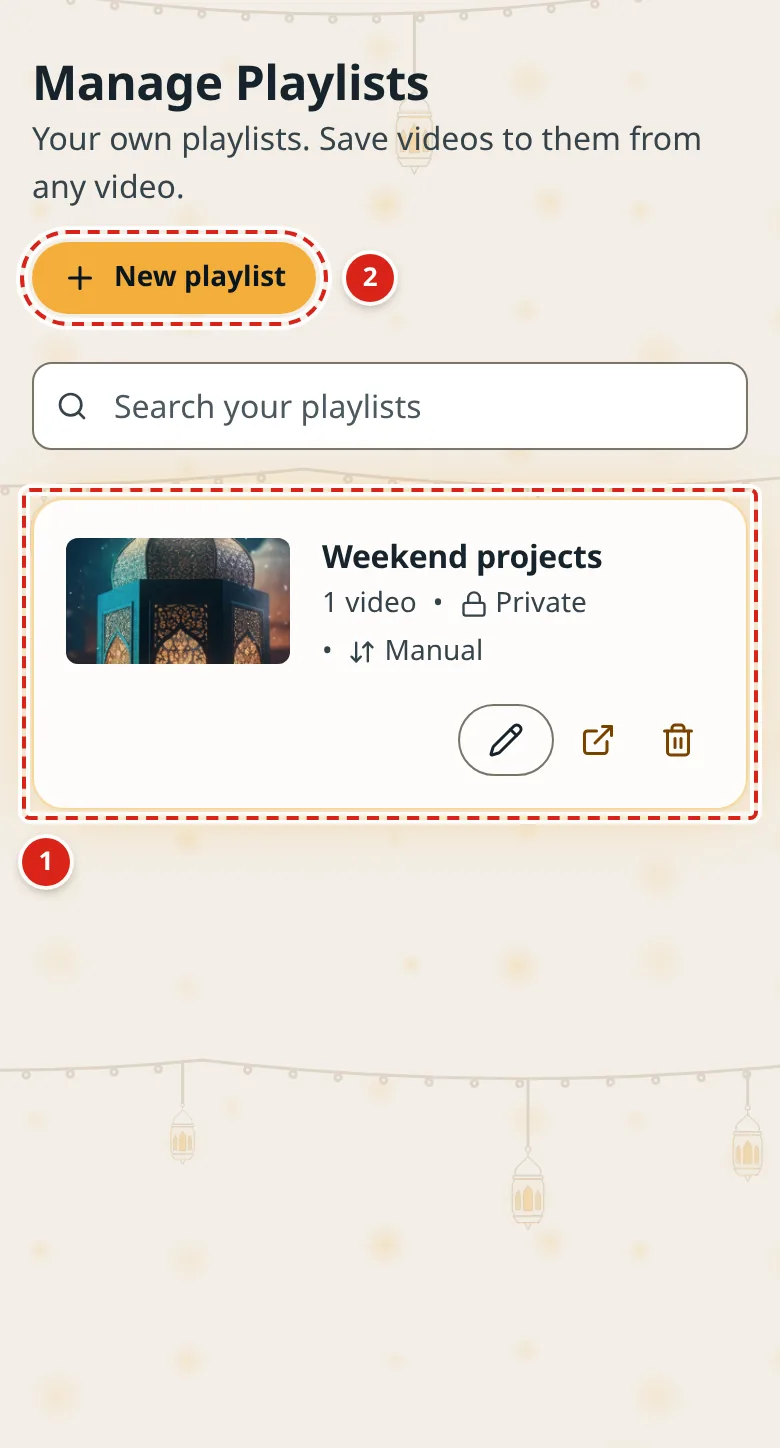 Manage Playlists
Your own playlists. Save videos to them from
any video.
New playlist
2
Search your playlists
Weekend projects
1 video • Private
• Manual
1